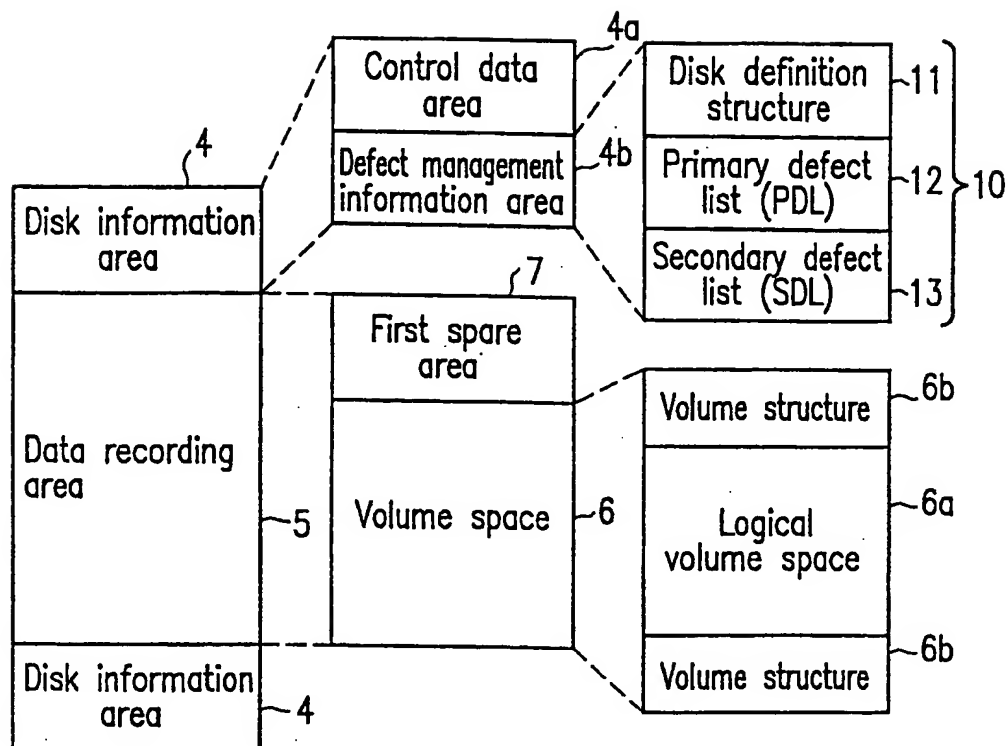 4
Disk information
area
Data recording
area
5
Disk information
area
4
4a
Control data
area
4b
Defect management
information area
7
First spare
area
Volume space
6
Disk definition
structure
11
Primary defect
list (PDL)
12
Secondary defect
list (SDL)
13
10
6b
Volume structure
6a
Logical
volume space
6b
Volume structure